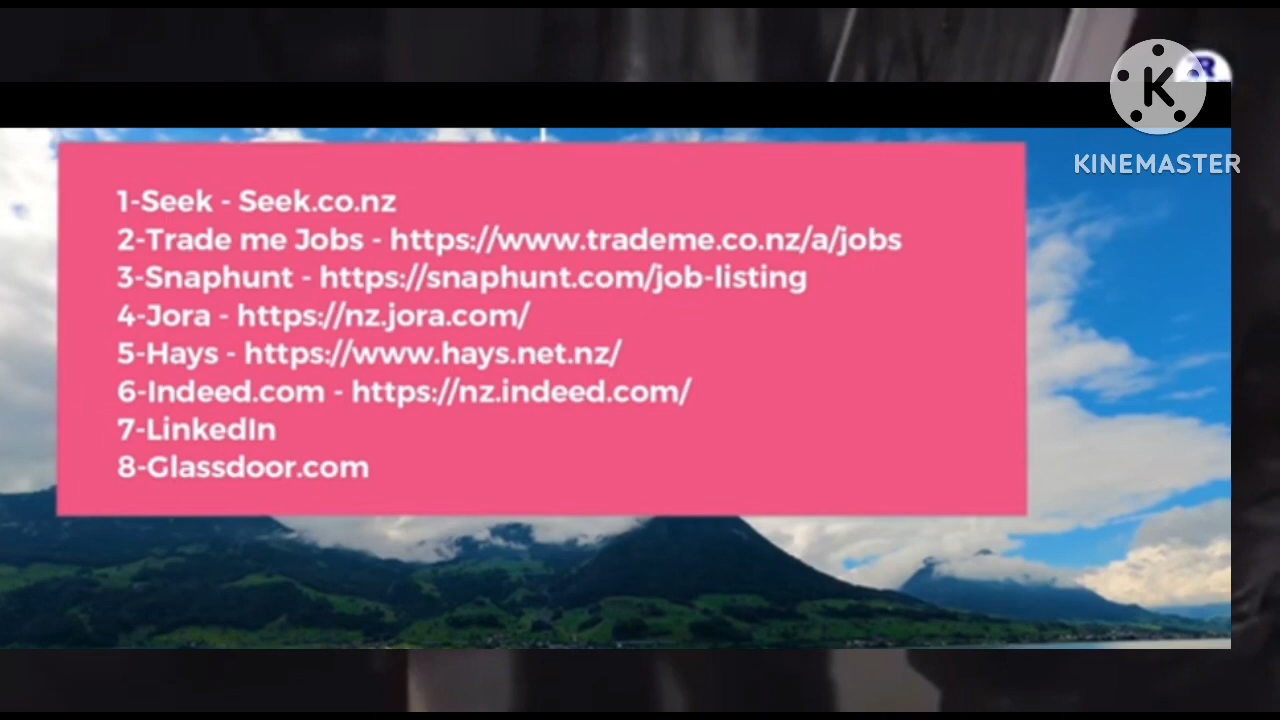 1-Seek - Seek.co.nz
2-Trade me Jobs - https://www.trademe.co.nz/a/jobs
3-Snaphunt - https://snaphunt.com/job-listing
4-Jora - https://nz.jora.com/
5-Hays - https://www.hays.net.nz/
6-Indeed.com - https://nz.indeed.com/
7-LinkedIn
8-Glassdoor.com
K
KINEMASTER